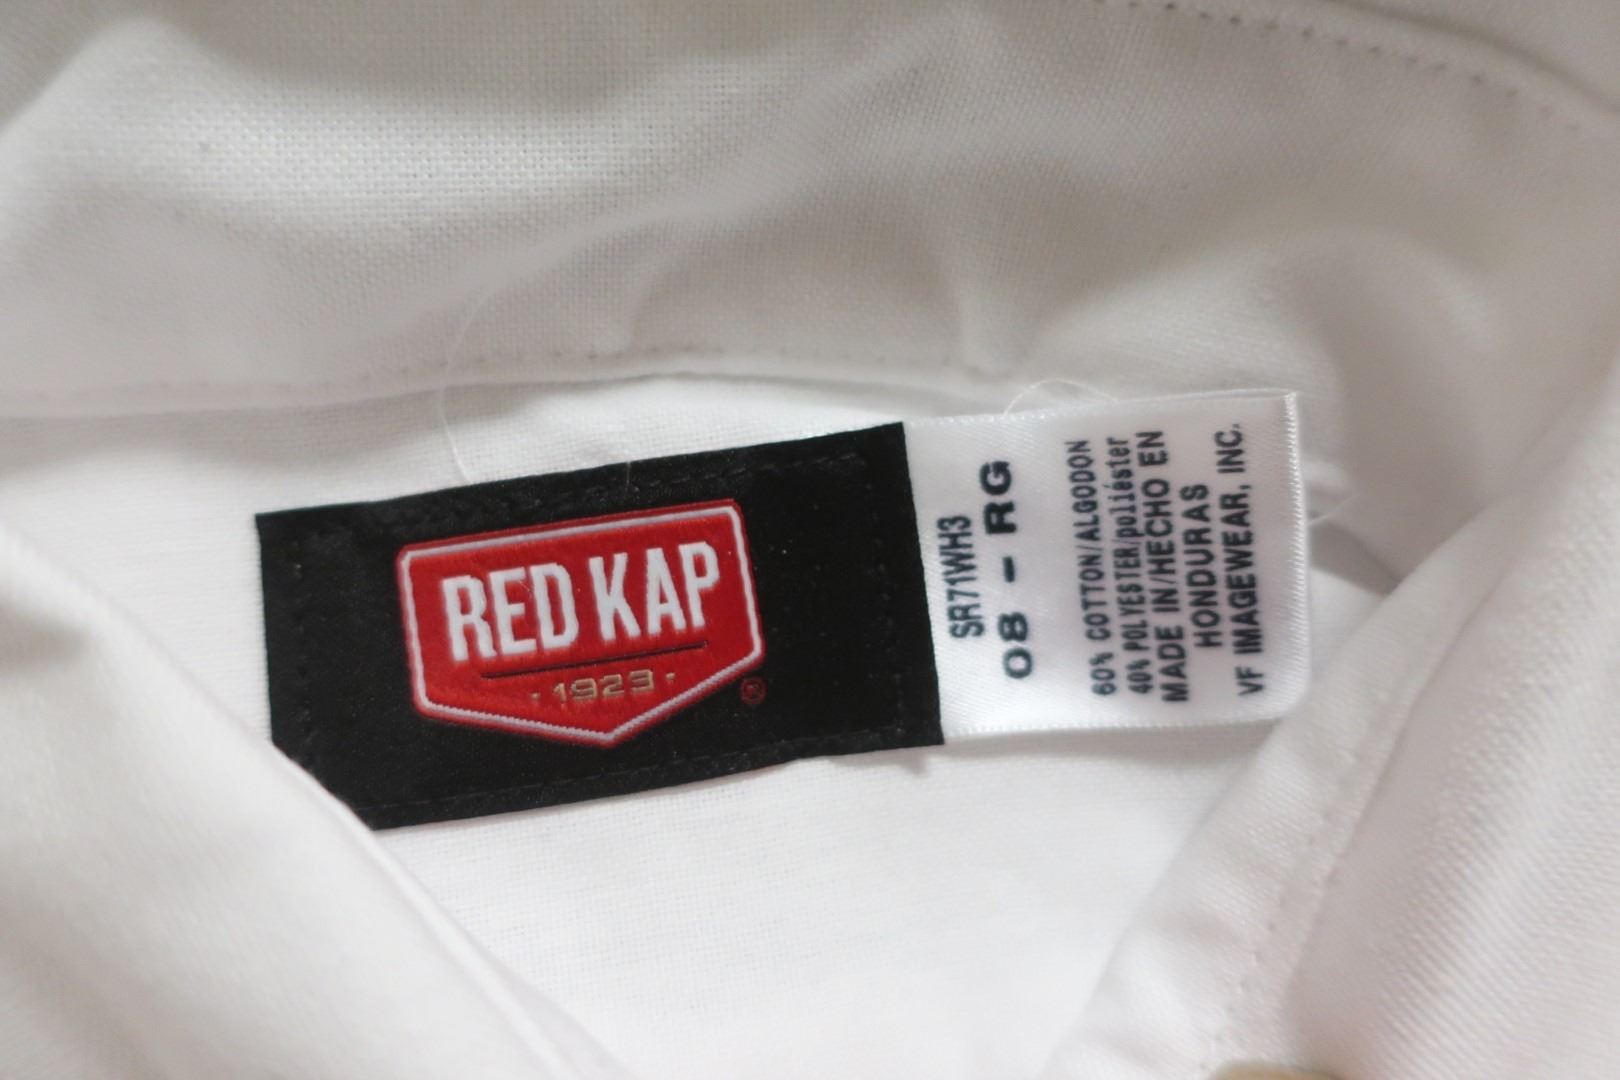 RED KAP
·1923·
®
SR71WH3
08 - RG
60% COTTON/ALGODON
40% POLYESTER/poliéster
MADE IN/HECHO EN
HONDURAS
VF IMAGEWEAR, INC.